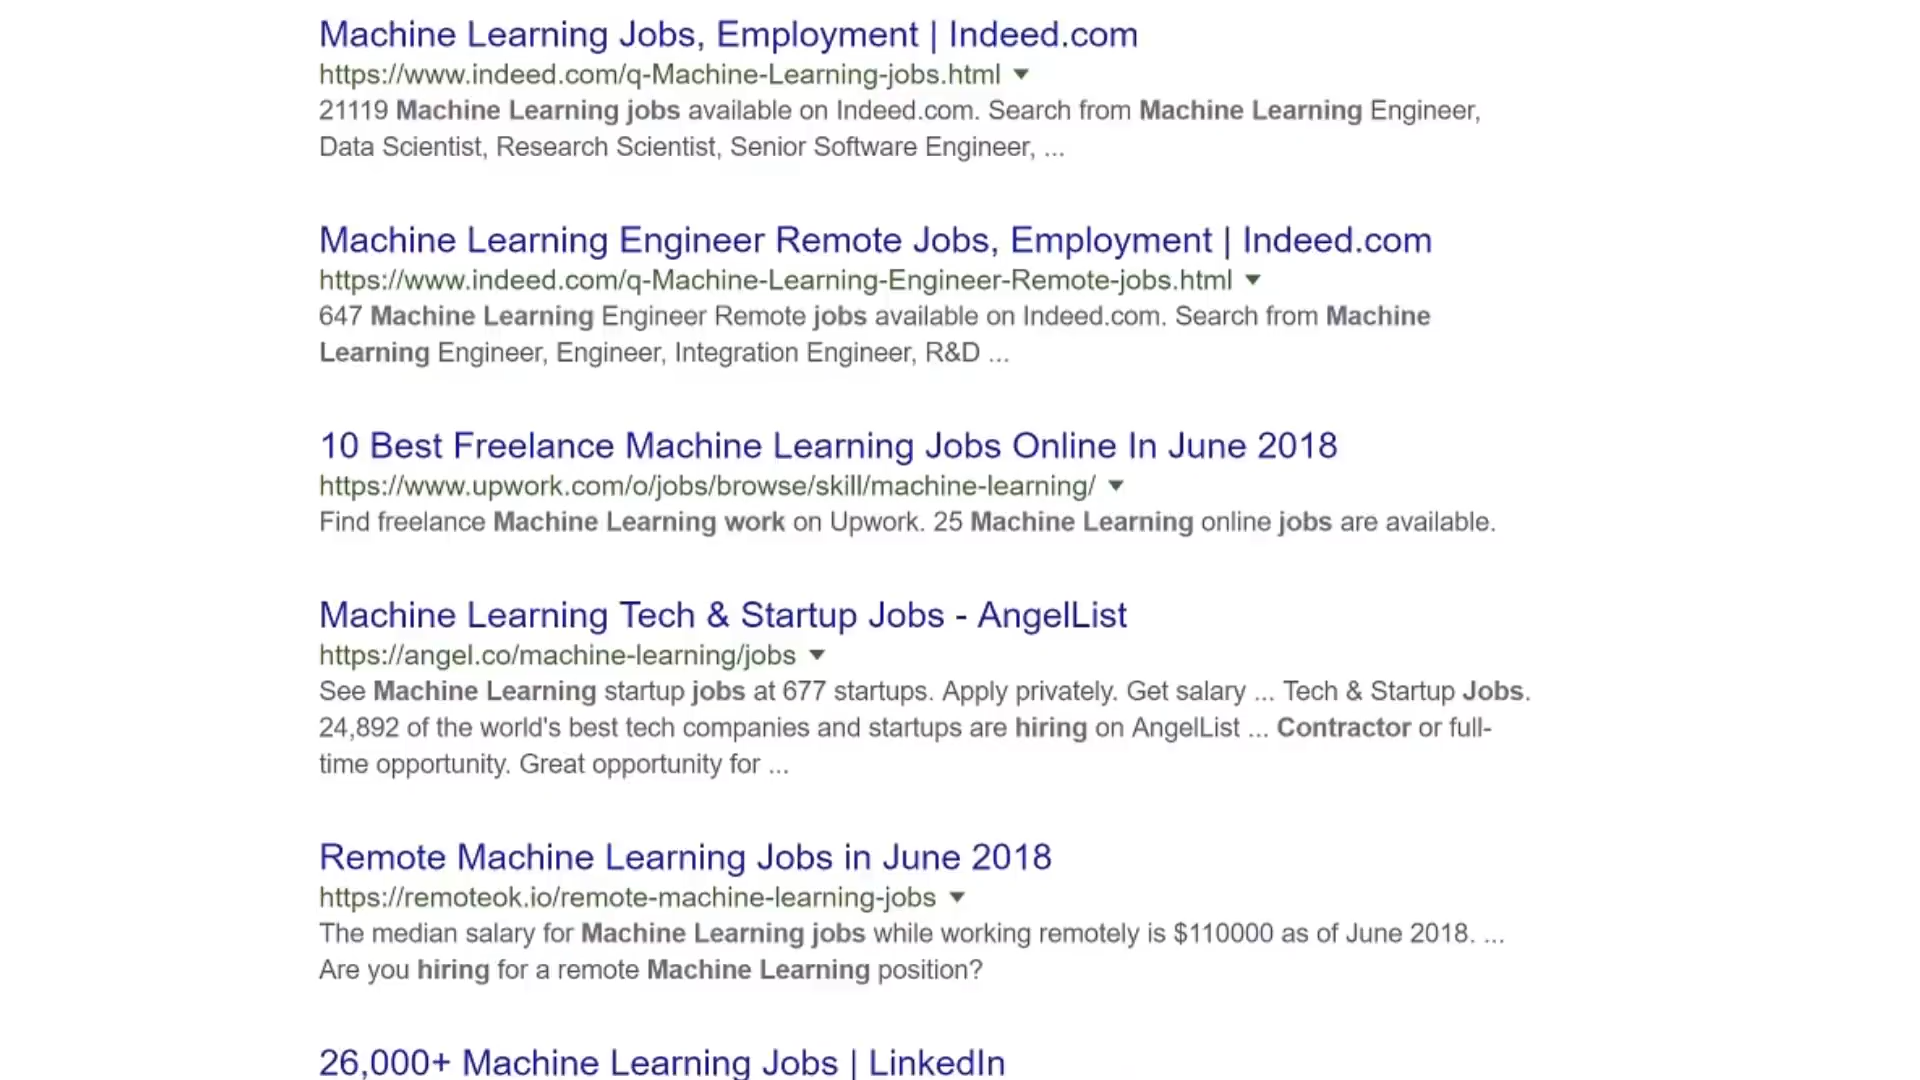 Machine Learning Jobs, Employment | Indeed.com
https://www.indeed.com/q-Machine-Learning-jobs.html
21119 Machine Learning jobs available on Indeed.com. Search from Machine Learning Engineer,
Data Scientist, Research Scientist, Senior Software Engineer, ...
Machine Learning Engineer Remote Jobs, Employment | Indeed.com
https://www.indeed.com/q-Machine-Learning-Engineer-Remote-jobs.html
647 Machine Learning Engineer Remote jobs available on Indeed.com. Search from Machine
Learning Engineer, Engineer, Integration Engineer, R&D ...
10 Best Freelance Machine Learning Jobs Online In June 2018
https://www.upwork.com/o/jobs/browse/skill/machine-learning/
Find freelance Machine Learning work on Upwork. 25 Machine Learning online jobs are available.
Machine Learning Tech & Startup Jobs - AngelList
https://angel.co/machine-learning/jobs
See Machine Learning startup jobs at 677 startups. Apply privately. Get salary ... Tech & Startup Jobs.
24,892 of the world's best tech companies and startups are hiring on AngelList ... Contractor or full-
time opportunity. Great opportunity for ...
Remote Machine Learning Jobs in June 2018
https://remoteok.io/remote-machine-learning-jobs
The median salary for Machine Learning jobs while working remotely is $110000 as of June 2018. ...
Are you hiring for a remote Machine Learning position?
26,000+ Machine Learning Jobs | LinkedIn